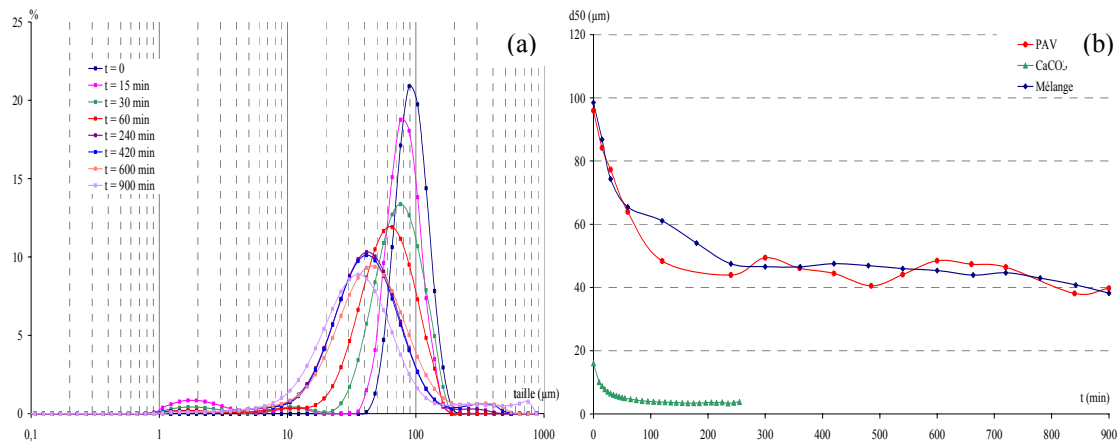 %
25
20
15
10
5
0
(a)
t = 0
t = 15 min
t = 30 min
t = 60 min
t = 240 min
t = 420 min
t = 600 min
t = 900 min
taille (µm)
0,1
1
10
100
1000
d50 (µm)
120
100
80
60
40
20
0
(b)
PAV
Mélange
t (min)
0
100
200
300
400
500
600
700
800
900